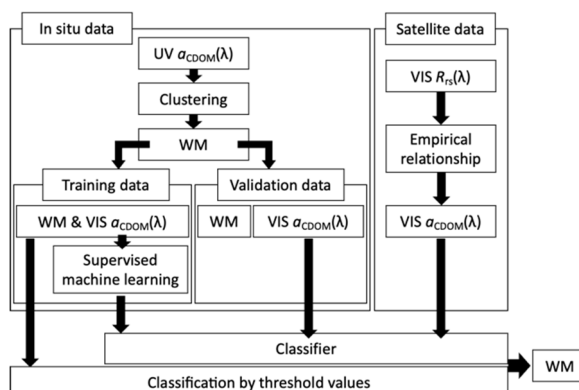 In situ data
Satellite data
UV aCDOM(λ)
Clustering
WM
Training data
Validation data
WM & VIS aCDOM(λ)
Supervised
machine learning
WM
VIS aCDOM(λ)
VIS Rrs(λ)
Empirical
relationship
VIS aCDOM(λ)
Classifier
Classification by threshold values
WM